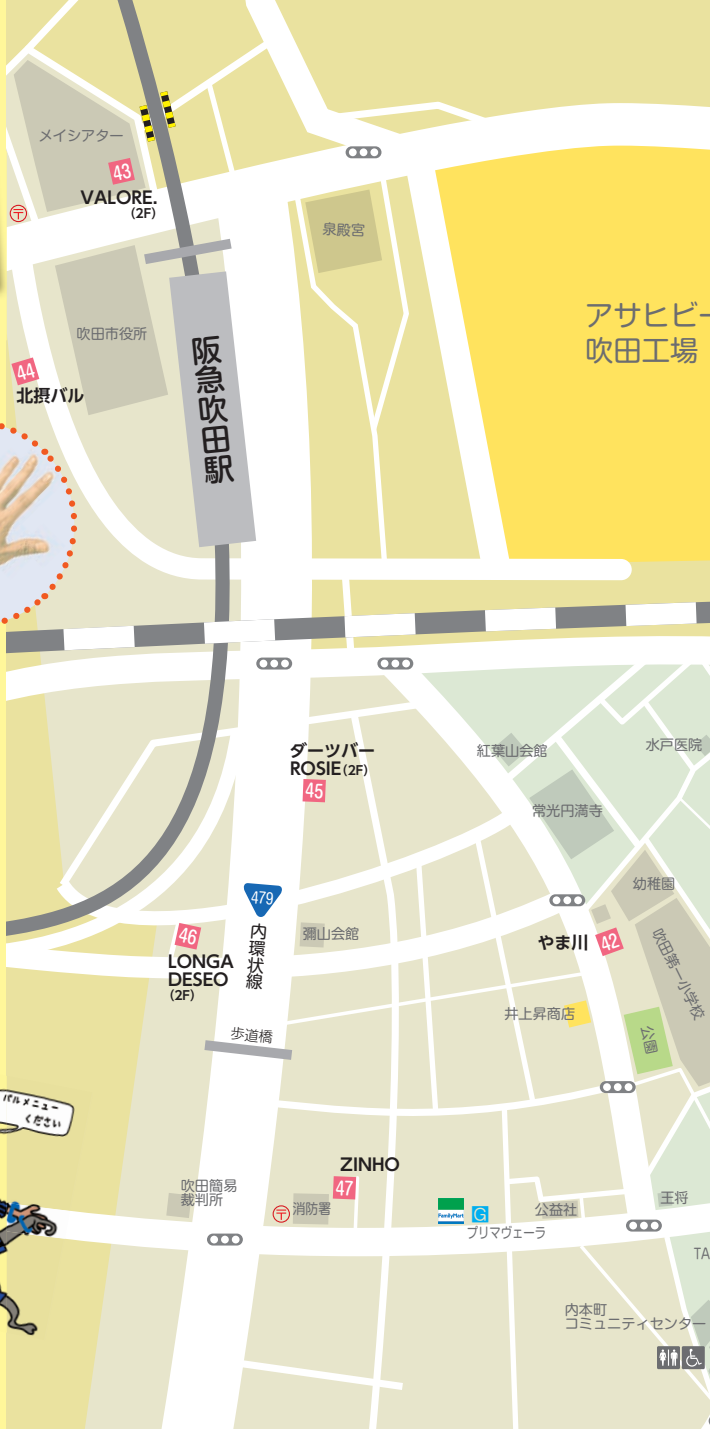 メイシアター
43
VALORE.
(2F)
〒
泉殿宮
吹田市役所
アサヒビー
吹田工場
阪急吹田駅
44
北摂バル
ダーツバー
ROSIE(2F)
45
紅葉山会館
水戸医院
常光円満寺
幼稚園
479
内環状線
彌山会館
46
LONGA
DESEO
(2F)
やま川
42
吹田第一小学校
井上昇商店
公園
歩道橋
バルメニュー
ください
ZINHO
47
吹田簡易
裁判所
〒
消防署
FamilyMart
G
プリマヴェーラ
公益社
王将
TA
内本町
コミュニティセンター